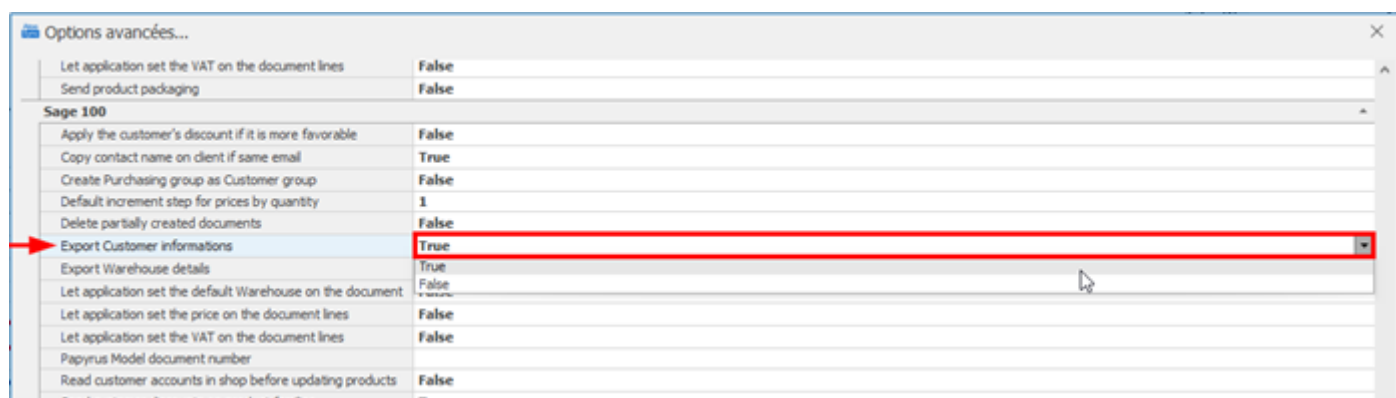 Options avancées...
Let application set the VAT on the document lines False
Send product packaging False
Sage 100
Apply the customer's discount if it is more favorable False
Copy contact name on client if same email True
Create Purchasing group as Customer group False
Default increment step for prices by quantity 1
Delete partially created documents False
Export Customer informations True
Export Warehouse details True
Let application set the default Warehouse on the document False
Let application set the price on the document lines False
Let application set the VAT on the document lines False
Papyrus Model document number
Read customer accounts in shop before updating products False